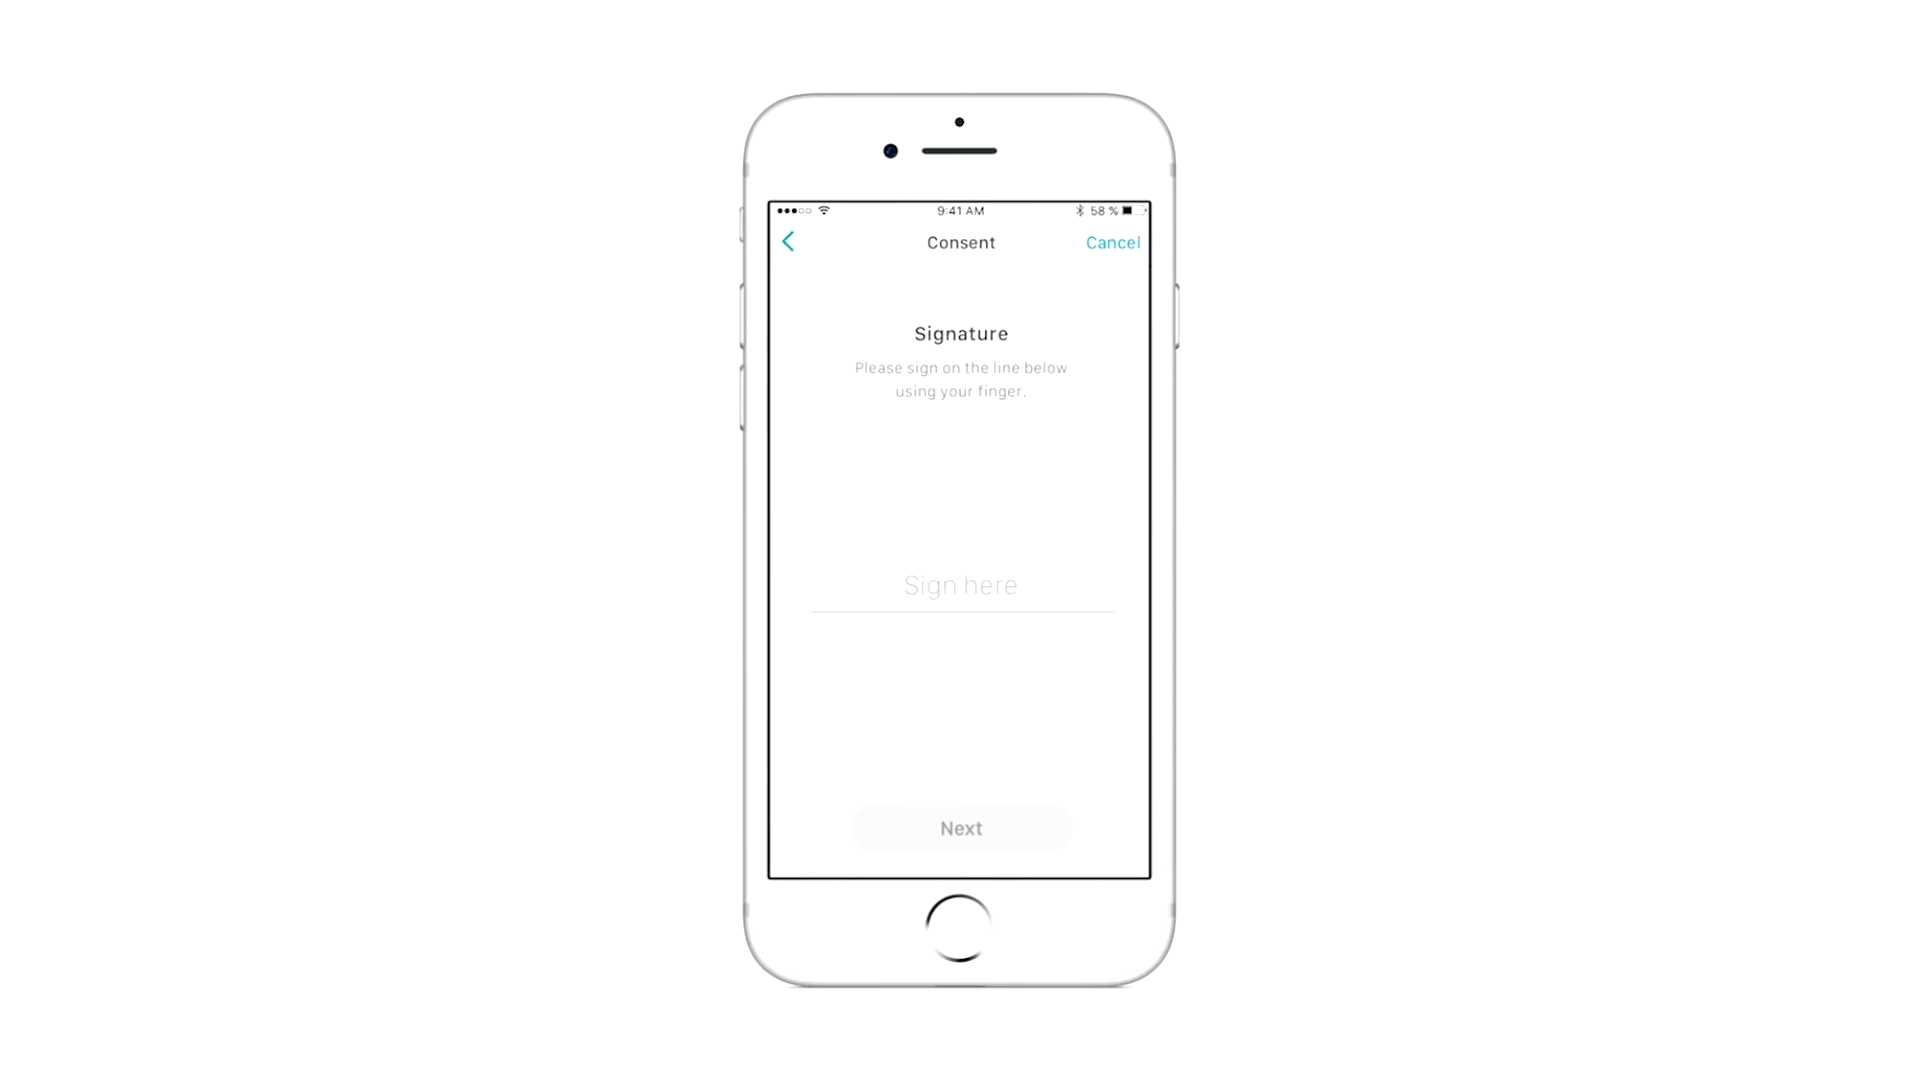 9:41 AM
58 %
Consent
Cancel
Signature
Please sign on the line below
using your finger.
Sign here
Next